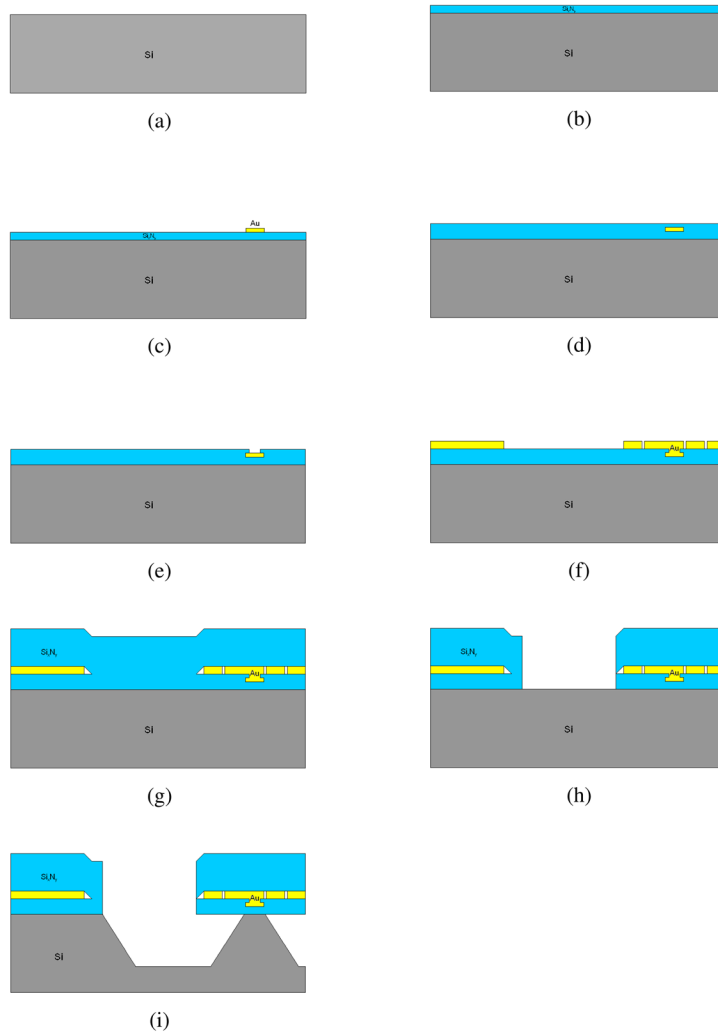 Si
(a)
Si₃N₄
Si
(b)
Au
Si₃N₄
Si
(c)
Si
(d)
Si
(e)
Au
Si
(f)
Si₃N₄
Au
Si
(g)
Si₃N₄
Au
Si
(h)
Si₃N₄
Au
Si
(i)